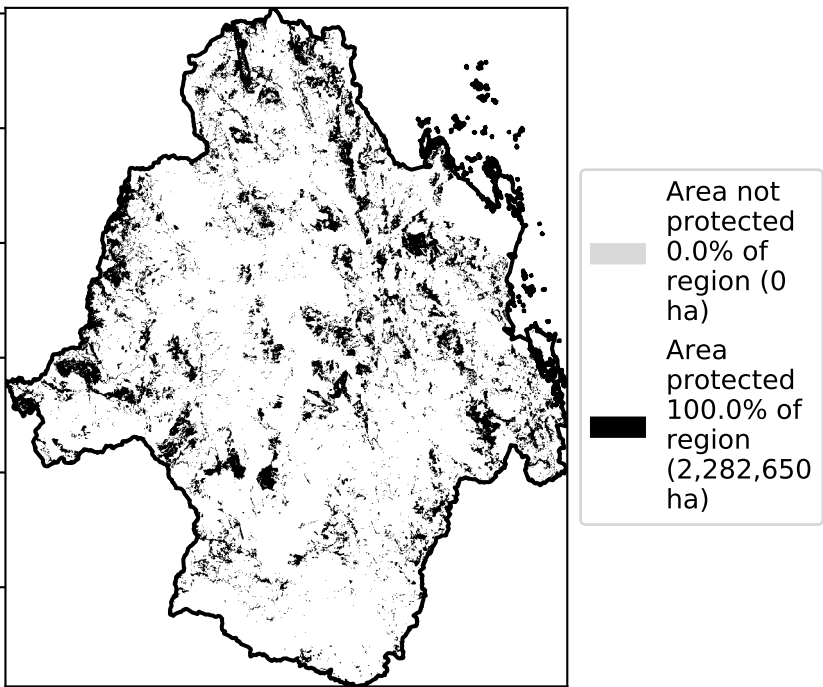 Area not
protected
0.0% of
region (0
ha)
Area
protected
100.0% of
region
(2,282,650
ha)